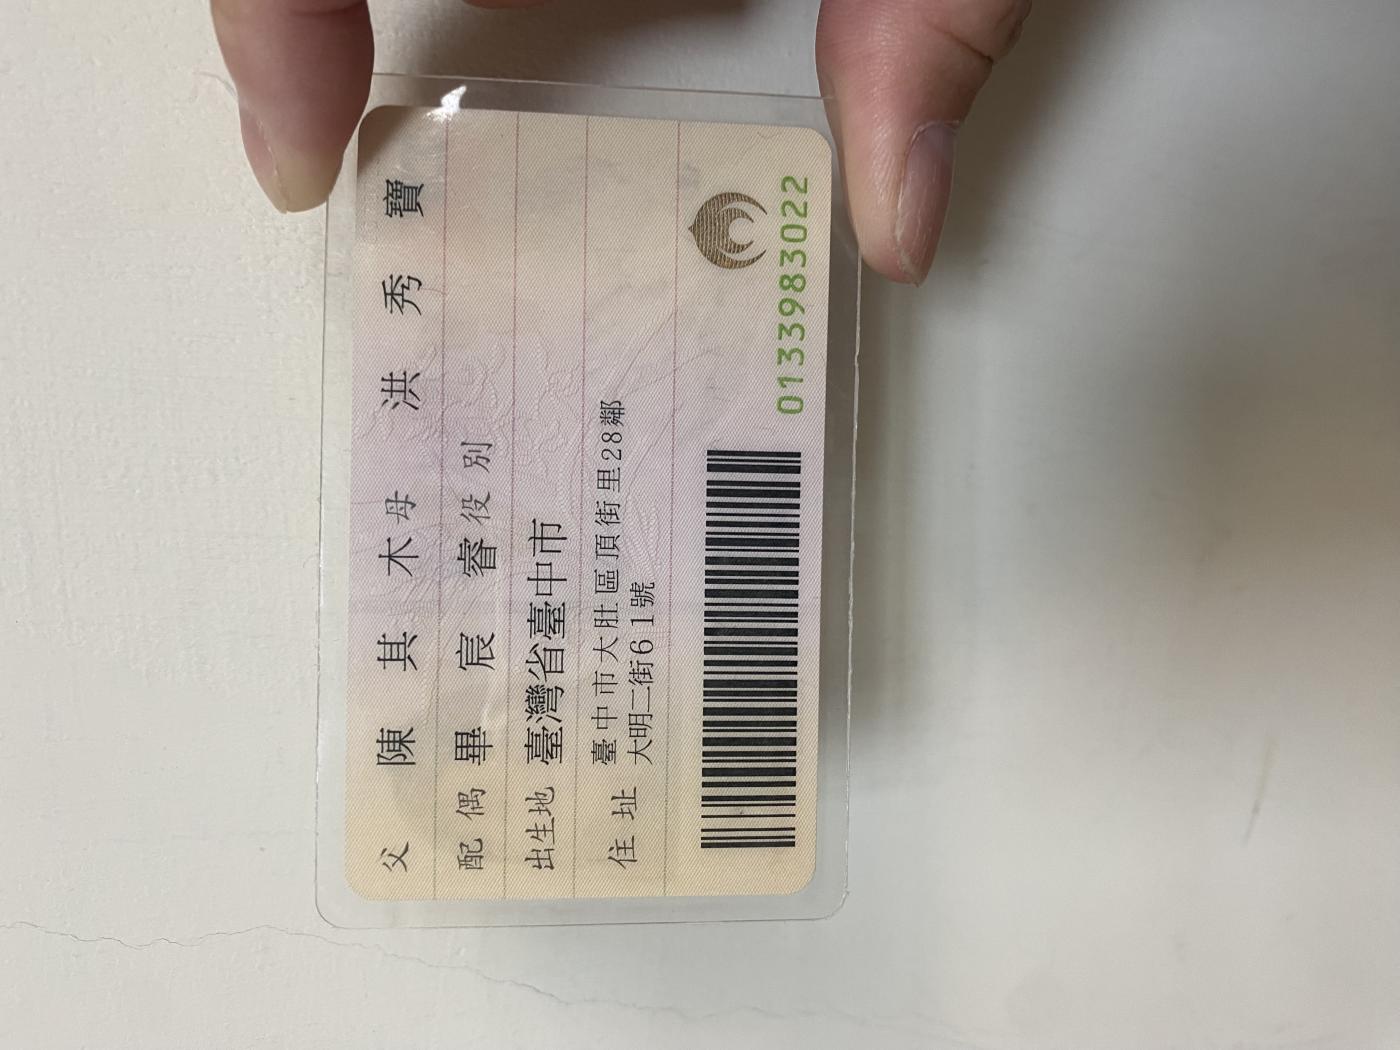 父 陳其木 母 洪秀寶
配偶 畢宸睿 役別
出生地 臺灣省臺中市
住址 臺中市大肚區頂街里28鄰
大明二街61號
0133983022